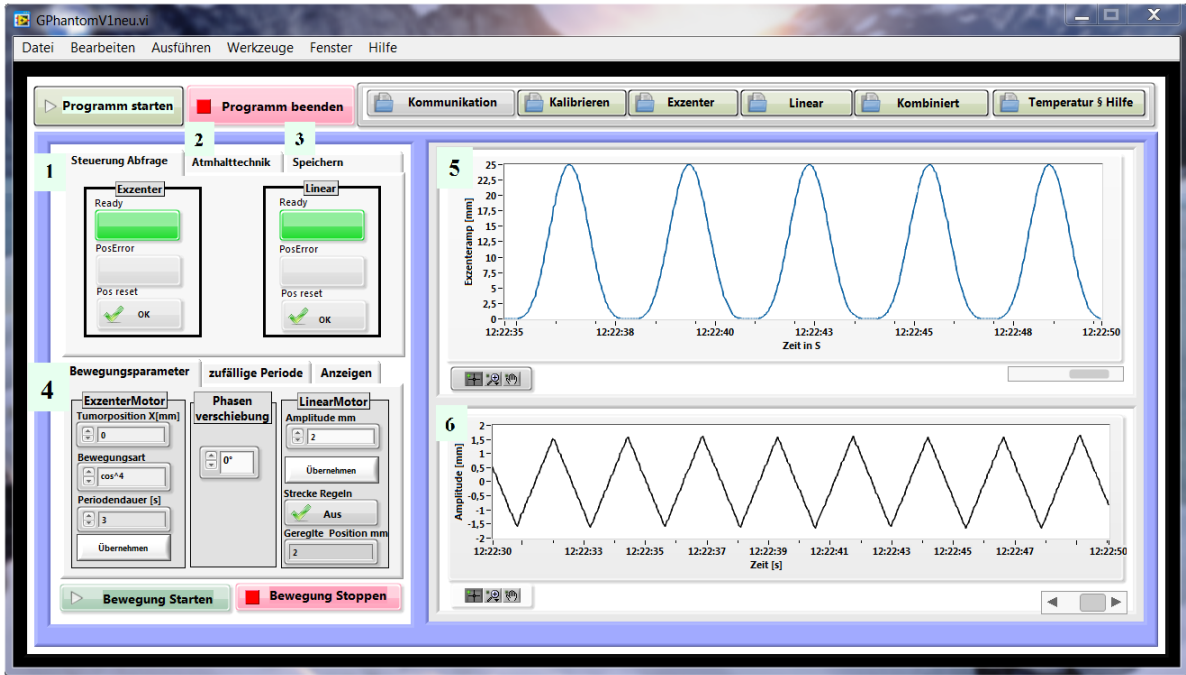 GPhantomV1neu.vi
Datei Bearbeiten Ausführen Werkzeuge Fenster Hilfe
Programm starten
Programm beenden
Kommunikation
Kalibrieren
Exzenter
Linear
Kombiniert
Temperatur § Hilfe
1
2
3
Steuerung Abfrage
Atmhalttechnik
Speichern
Exzenter
Ready
PosError
Pos reset
OK
Linear
Ready
PosError
Pos reset
OK
4
Bewegungsparameter
zufällige Periode
Anzeigen
ExzenterMotor
Tumorposition X[mm]
0
Bewegungsart
cos^4
Periodendauer [s]
3
Übernehmen
Phasen
verschiebung
0°
LinearMotor
Amplitude mm
2
Übernehmen
Strecke Regeln
Aus
Gereglte Position mm
2
Bewegung Starten
Bewegung Stoppen
5
Exzenteramp [mm]
25
22,5
20
17,5
15
12,5
10
7,5
5
2,5
0
12:22:35 12:22:38 12:22:40 12:22:43 12:22:45 12:22:48 12:22:50
Zeit in S
6
Amplitude [mm]
2
1,5
1
0,5
0
-0,5
-1
-1,5
-2
12:22:30 12:22:33 12:22:35 12:22:37 12:22:39 12:22:41 12:22:43 12:22:45 12:22:47 12:22:50
Zeit [s]